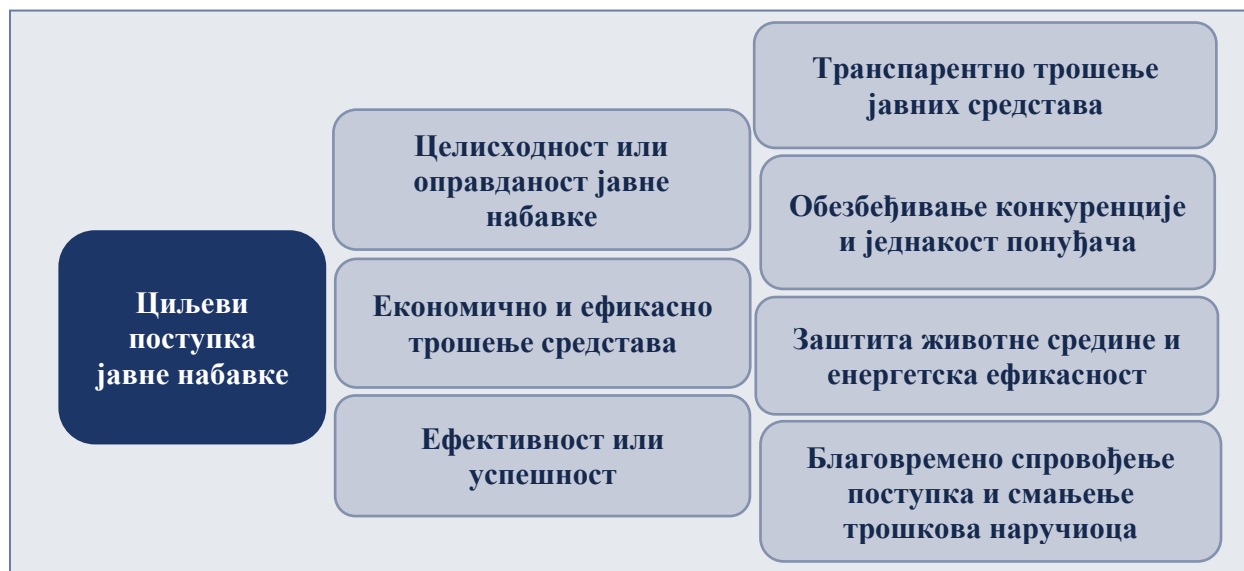 Циљеви
поступка
јавне набавке
Целисходност или
оправданост јавне
набавке
Економично и ефикасно
трошење средстава
Ефективност или
успешност
Транспарентно трошење
јавних средстава
Обезбеђивање конкуренције
и једнакост понуђача
Заштита животне средине и
енергетска ефикасност
Благовремено спровођење
поступка и смањење
трошкова наручиоца